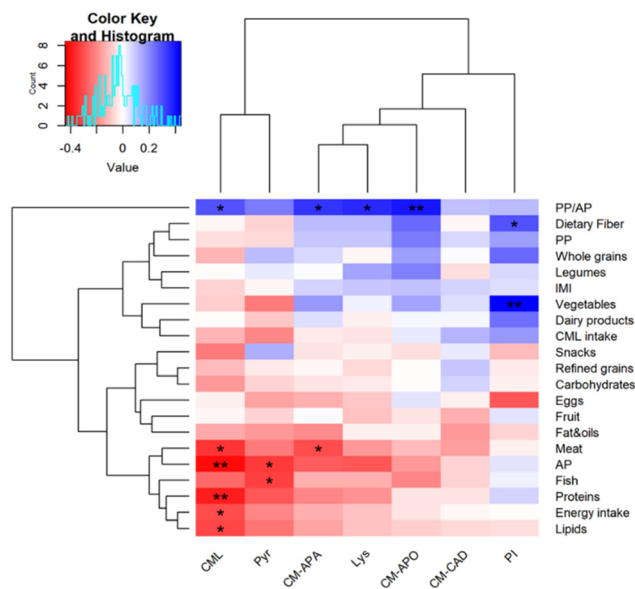 Color Key
and Histogram
Count
0 2 4 6 8
-0.4 0 0.2
Value
* * * ** PP/AP
* Dietary Fiber
PP
Whole grains
Legumes
IMI
** Vegetables
Dairy products
CML intake
Snacks
Refined grains
Carbohydrates
Eggs
Fruit
Fat&oils
* * Meat
** * AP
* Fish
** Proteins
* Energy intake
* Lipids
CML Pyr CM-APA Lys CM-APO CM-CAD PI